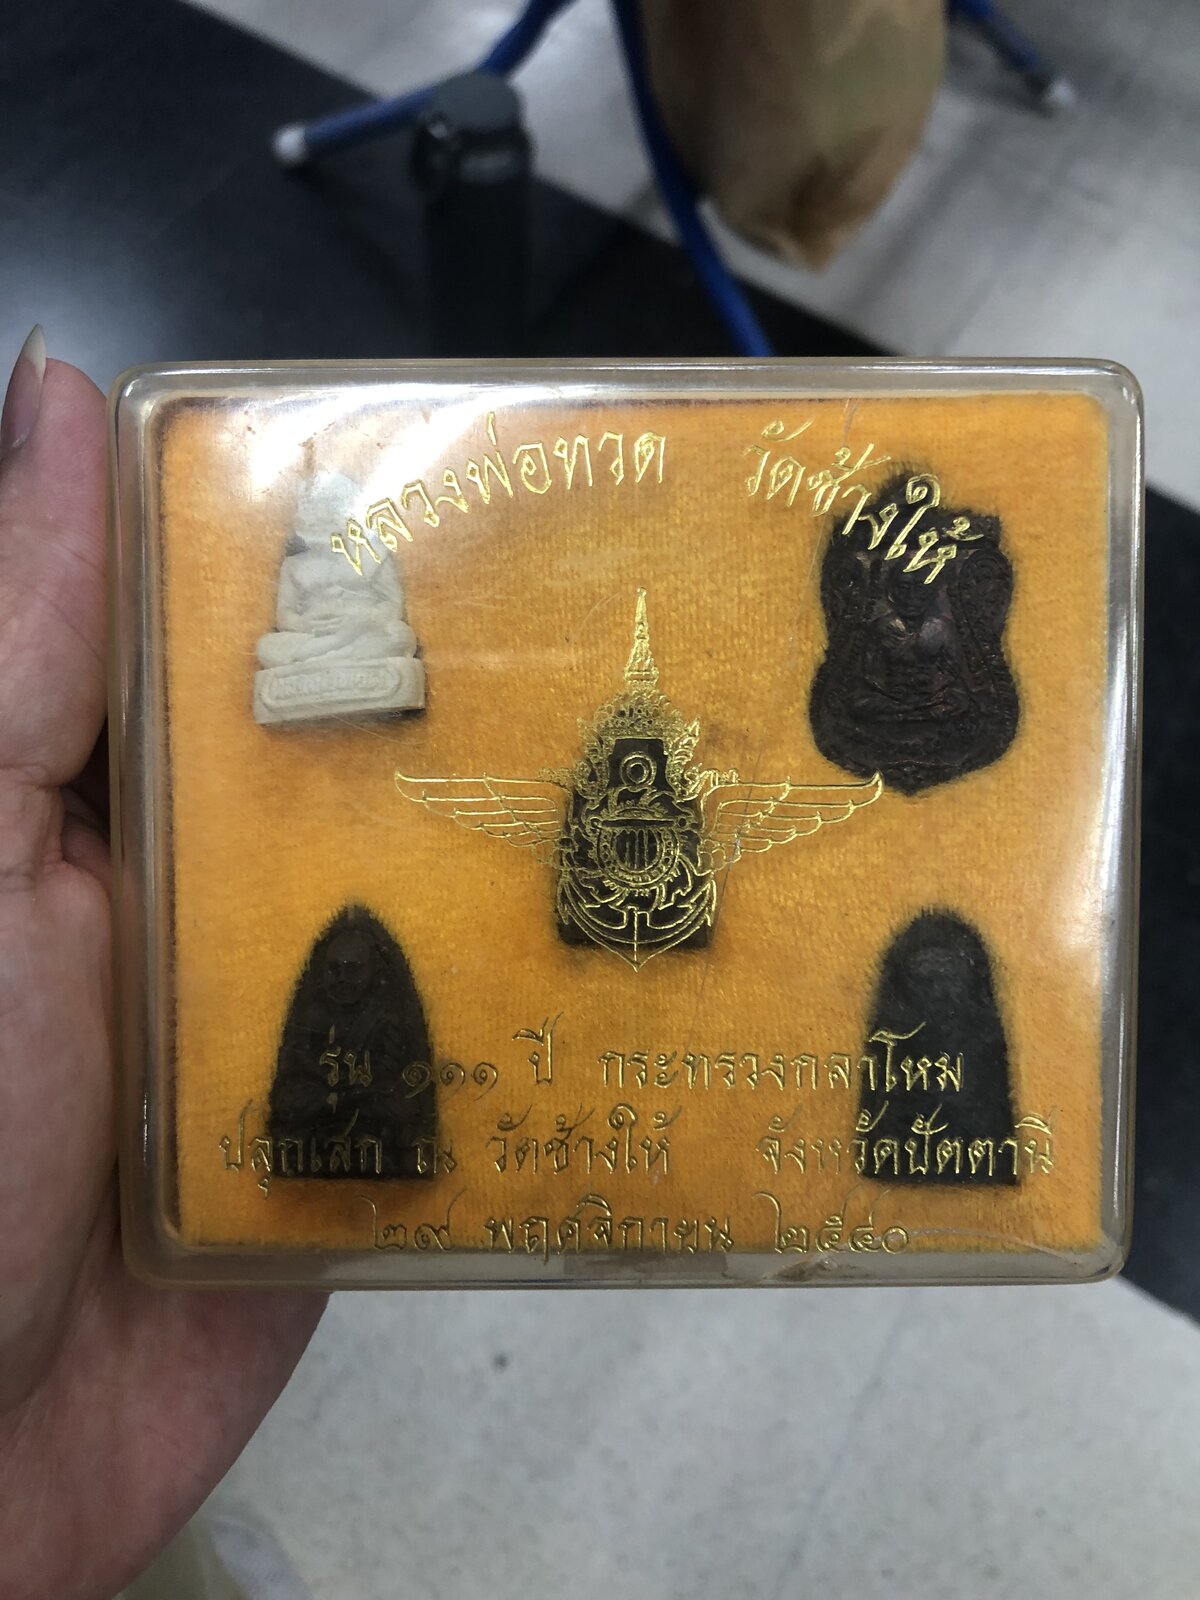 หลวงพ่อทวด วัดช้างให้
รุ่น ๑๑๑ ปี กระทรวงกลาโหม
ปลุกเสก ณ วัดช้างให้ จังหวัดปัตตานี
๒๙ พฤศจิกายน ๒๕๔๐